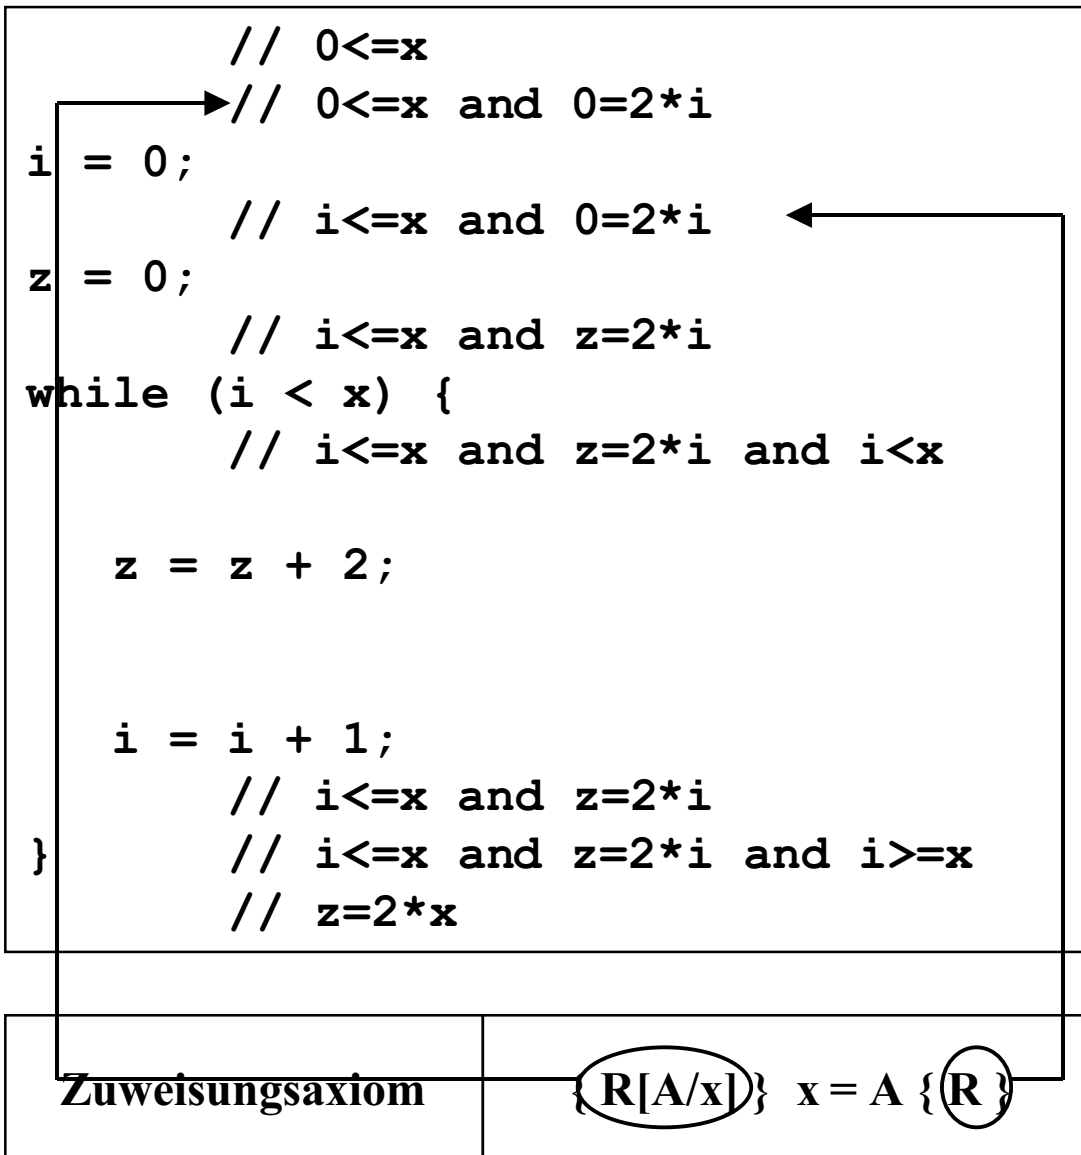 // 0<=x
// 0<=x and 0=2*i
i = 0;
// i<=x and 0=2*i
z = 0;
// i<=x and z=2*i
while (i < x) {
// i<=x and z=2*i and i<x
z = z + 2;
i = i + 1;
// i<=x and z=2*i
} // i<=x and z=2*i and i>=x
// z=2*x
Zuweisungsaxiom { R[A/x] } x = A { R }